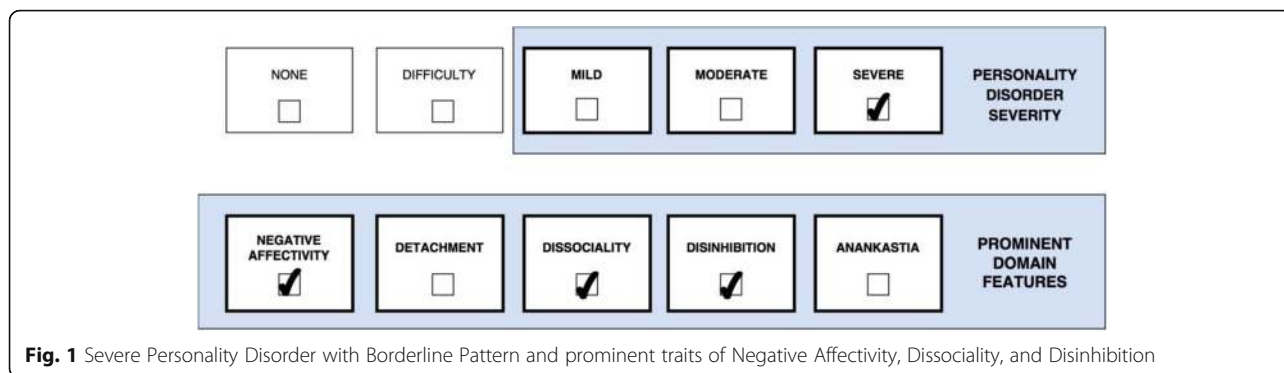 NONE
DIFFICULTY
MILD
MODERATE
SEVERE
PERSONALITY
DISORDER
SEVERITY
NEGATIVE
AFFECTIVITY
DETACHMENT
DISSOCIALITY
DISINHIBITION
ANANKASTIA
PROMINENT
DOMAIN
FEATURES
Fig. 1 Severe Personality Disorder with Borderline Pattern and prominent traits of Negative Affectivity, Dissociality, and Disinhibition